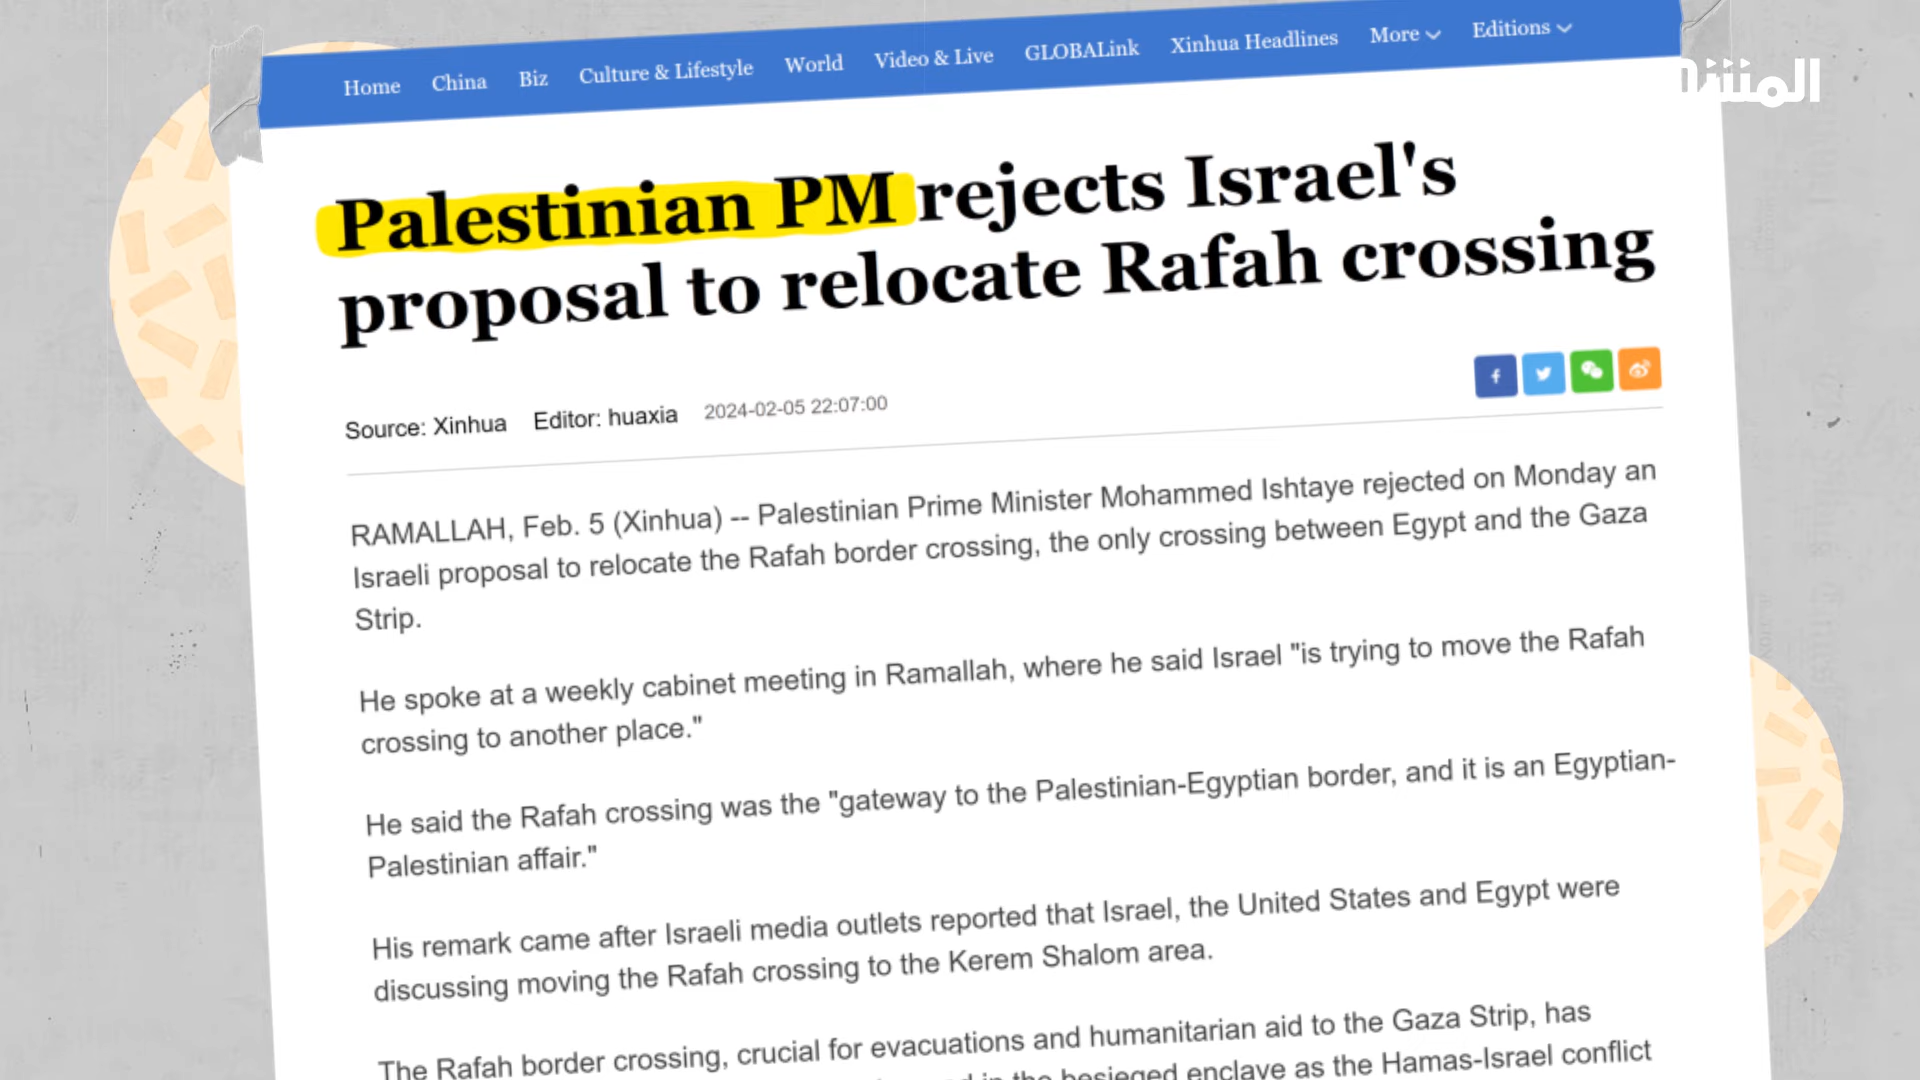 Home China Biz Culture & Lifestyle World Video & Live GLOBALink Xinhua Headlines More Editions
Palestinian PM rejects Israel's
proposal to relocate Rafah crossing
Source: Xinhua Editor: huaxia 2024-02-05 22:07:00
RAMALLAH, Feb. 5 (Xinhua) -- Palestinian Prime Minister Mohammed Ishtaye rejected on Monday an
Israeli proposal to relocate the Rafah border crossing, the only crossing between Egypt and the Gaza
Strip.
He spoke at a weekly cabinet meeting in Ramallah, where he said Israel "is trying to move the Rafah
crossing to another place."
He said the Rafah crossing was the "gateway to the Palestinian-Egyptian border, and it is an Egyptian-
Palestinian affair."
His remark came after Israeli media outlets reported that Israel, the United States and Egypt were
discussing moving the Rafah crossing to the Kerem Shalom area.
The Rafah border crossing, crucial for evacuations and humanitarian aid to the Gaza Strip, has
in the besieged enclave as the Hamas-Israel conflict